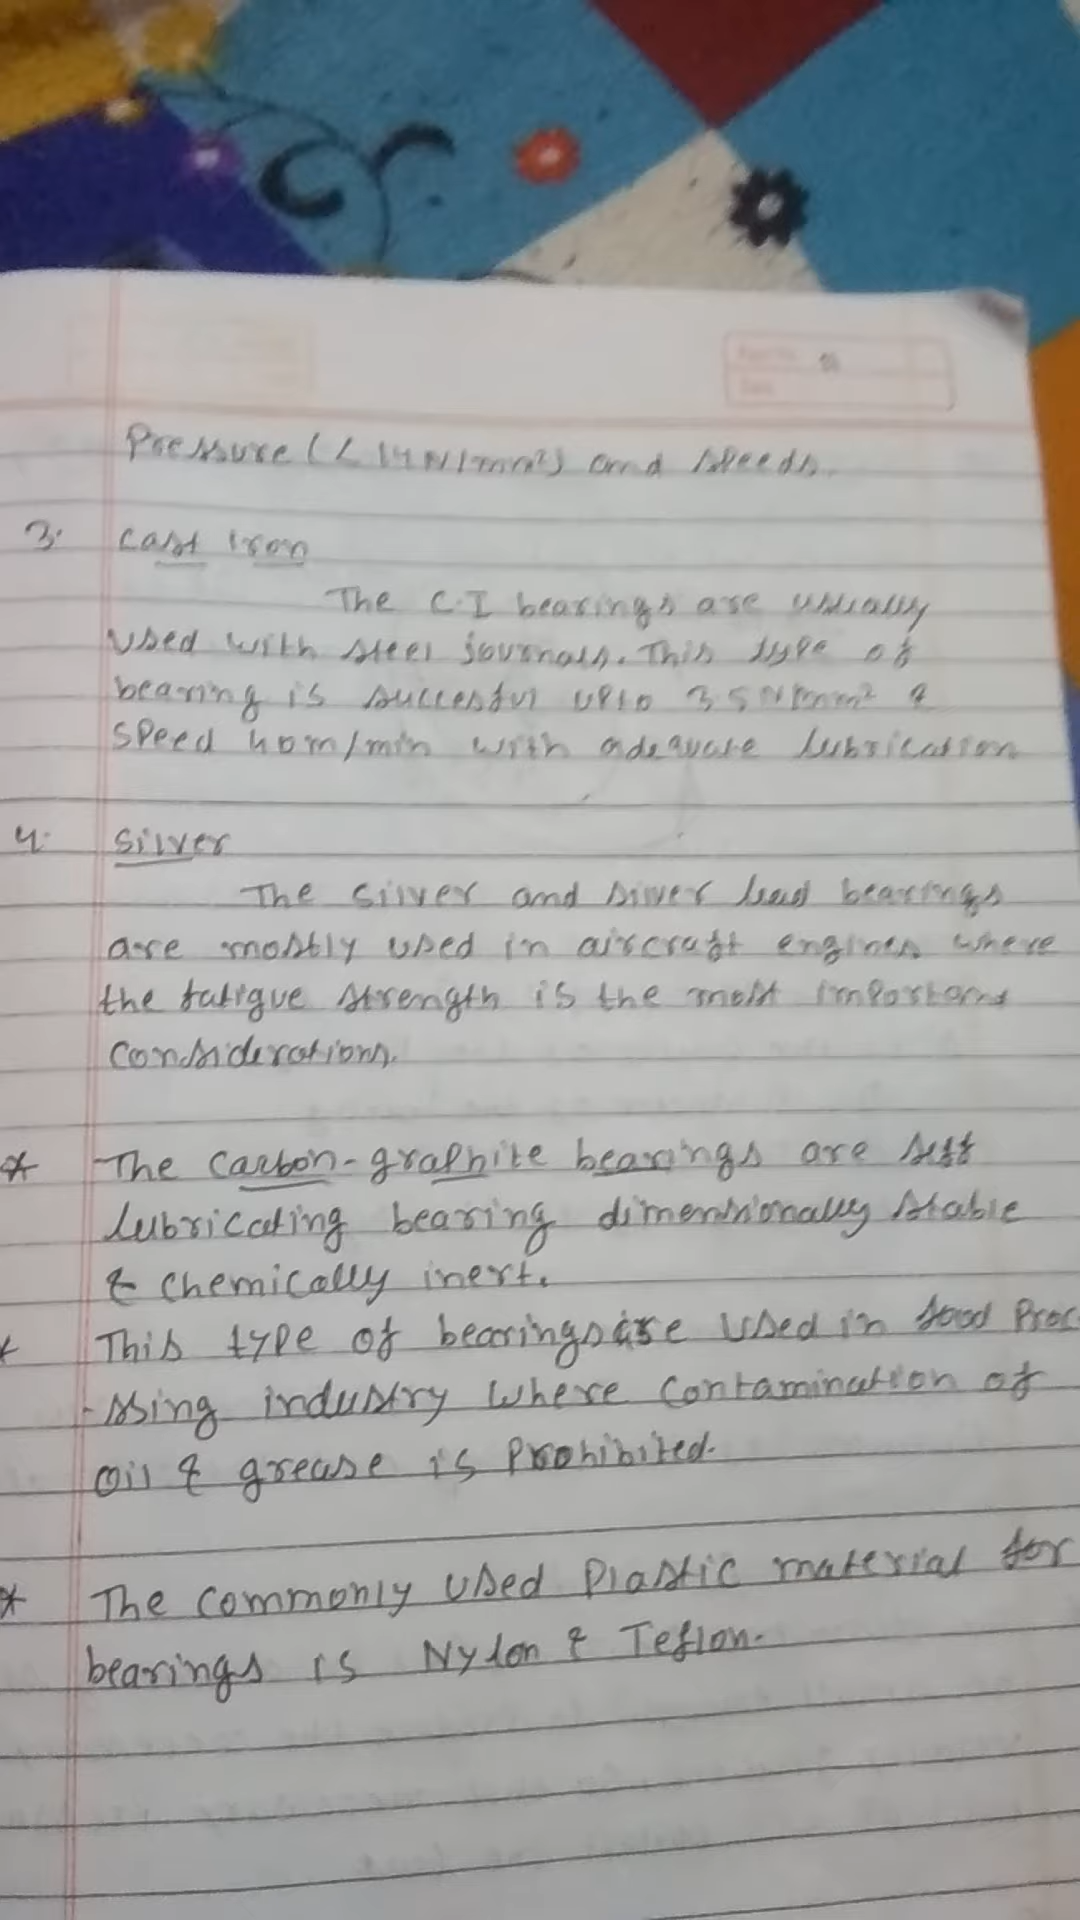 Pressure (< 14 N/mm²) and speeds.
3. Cast Iron
The C.I bearings are usually
used with steel journals. This type of
bearing is succesful upto 3.5 N/mm² &
speed 40m/min with adequate lubrication
4. Silver
The silver and silver lead bearings
are mostly used in aircraft engines where
the fatigue strength is the most important
considerations.
* The Carbon-graphite bearings are self
lubricating bearing dimensionally stable
& chemically inert.
* This type of bearings are used in food Proc-
-ssing industry where contamination of
oil & grease is Prohibited.
* The commonly used Plastic material for
bearings is Nylon & Teflon.